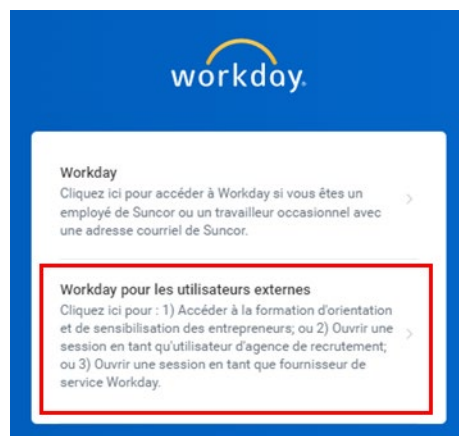 workday.
Workday
Cliquez ici pour accéder à Workday si vous êtes un
employé de Suncor ou un travailleur occasionnel avec
une adresse courriel de Suncor.
Workday pour les utilisateurs externes
Cliquez ici pour : 1) Accéder à la formation d'orientation
et de sensibilisation des entrepreneurs; ou 2) Ouvrir une
session en tant qu'utilisateur d'agence de recrutement;
ou 3) Ouvrir une session en tant que fournisseur de
service Workday.